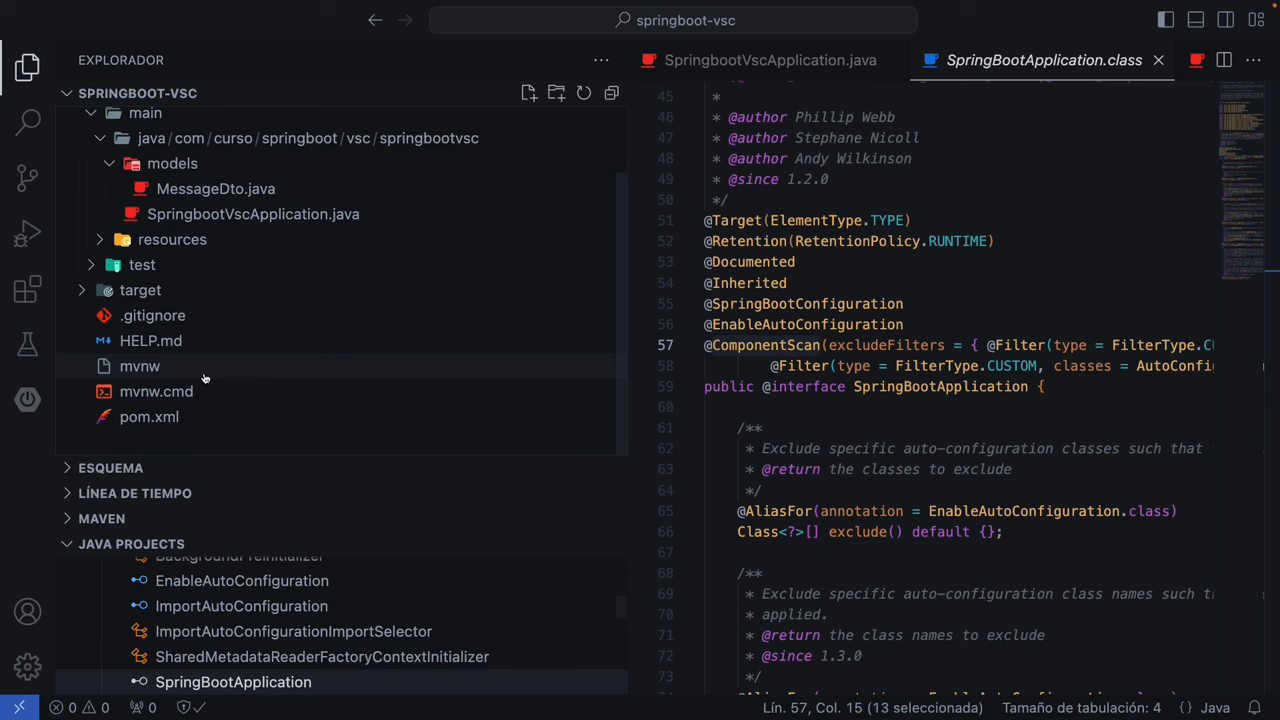 springboot-vsc
EXPLORADOR
SPRINGBOOT-VSC
main
java/com/curso/springboot/vsc/springbootvsc
models
MessageDto.java
SpringbootVscApplication.java
resources
test
target
.gitignore
HELP.md
mvnw
mvnw.cmd
pom.xml
ESQUEMA
LÍNEA DE TIEMPO
MAVEN
JAVA PROJECTS
BackgroundPreinitializer
EnableAutoConfiguration
ImportAutoConfiguration
ImportAutoConfigurationImportSelector
SharedMetadataReaderFactoryContextInitializer
SpringBootApplication
SpringbootVscApplication.java
SpringBootApplication.class
45 *
46 * @author Phillip Webb
47 * @author Stephane Nicoll
48 * @author Andy Wilkinson
49 * @since 1.2.0
50 */
51 @Target(ElementType.TYPE)
52 @Retention(RetentionPolicy.RUNTIME)
53 @Documented
54 @Inherited
55 @SpringBootConfiguration
56 @EnableAutoConfiguration
57 @ComponentScan(excludeFilters = { @Filter(type = FilterType.CU
58 @Filter(type = FilterType.CUSTOM, classes = AutoConfi
59 public @interface SpringBootApplication {
60
61 /**
62 * Exclude specific auto-configuration classes such that
63 * @return the classes to exclude
64 */
65 @AliasFor(annotation = EnableAutoConfiguration.class)
66 Class<?>[] exclude() default {};
67
68 /**
69 * Exclude specific auto-configuration class names such
70 * applied.
71 * @return the class names to exclude
72 * @since 1.3.0
73 */
0 0 0
Lín. 57, Col. 15 (13 seleccionada)
Tamaño de tabulación: 4
{} Java